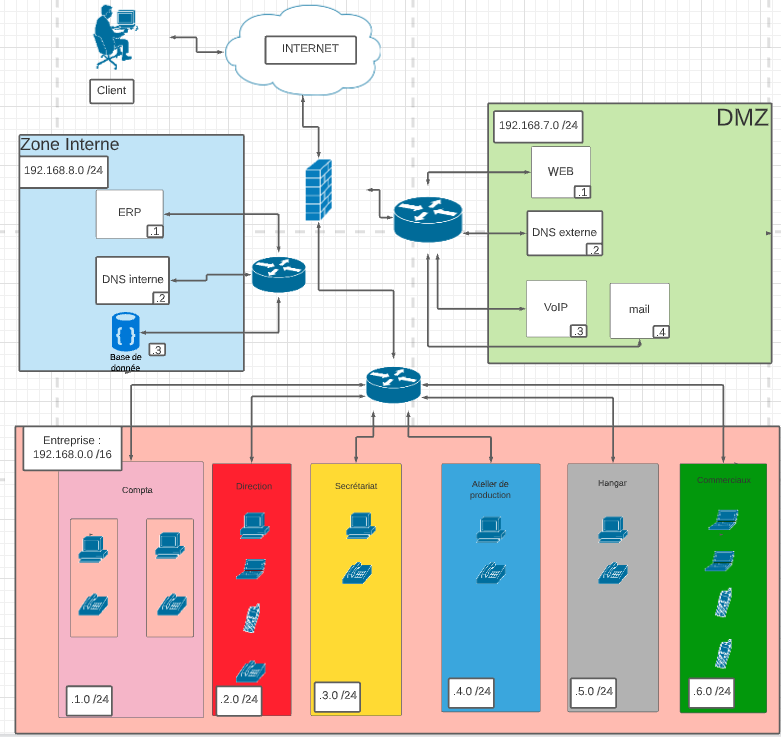 INTERNET
Client
Zone Interne
192.168.8.0 /24
ERP
.1
DNS interne
.2
.3
Base de
donnée
DMZ
192.168.7.0 /24
WEB
.1
DNS externe
.2
VoIP
.3
mail
.4
Entreprise :
192.168.0.0 /16
Compta
Direction
Secrétariat
Atelier de
production
Hangar
Commerciaux
.1.0 /24
.2.0 /24
.3.0 /24
.4.0 /24
.5.0 /24
.6.0 /24